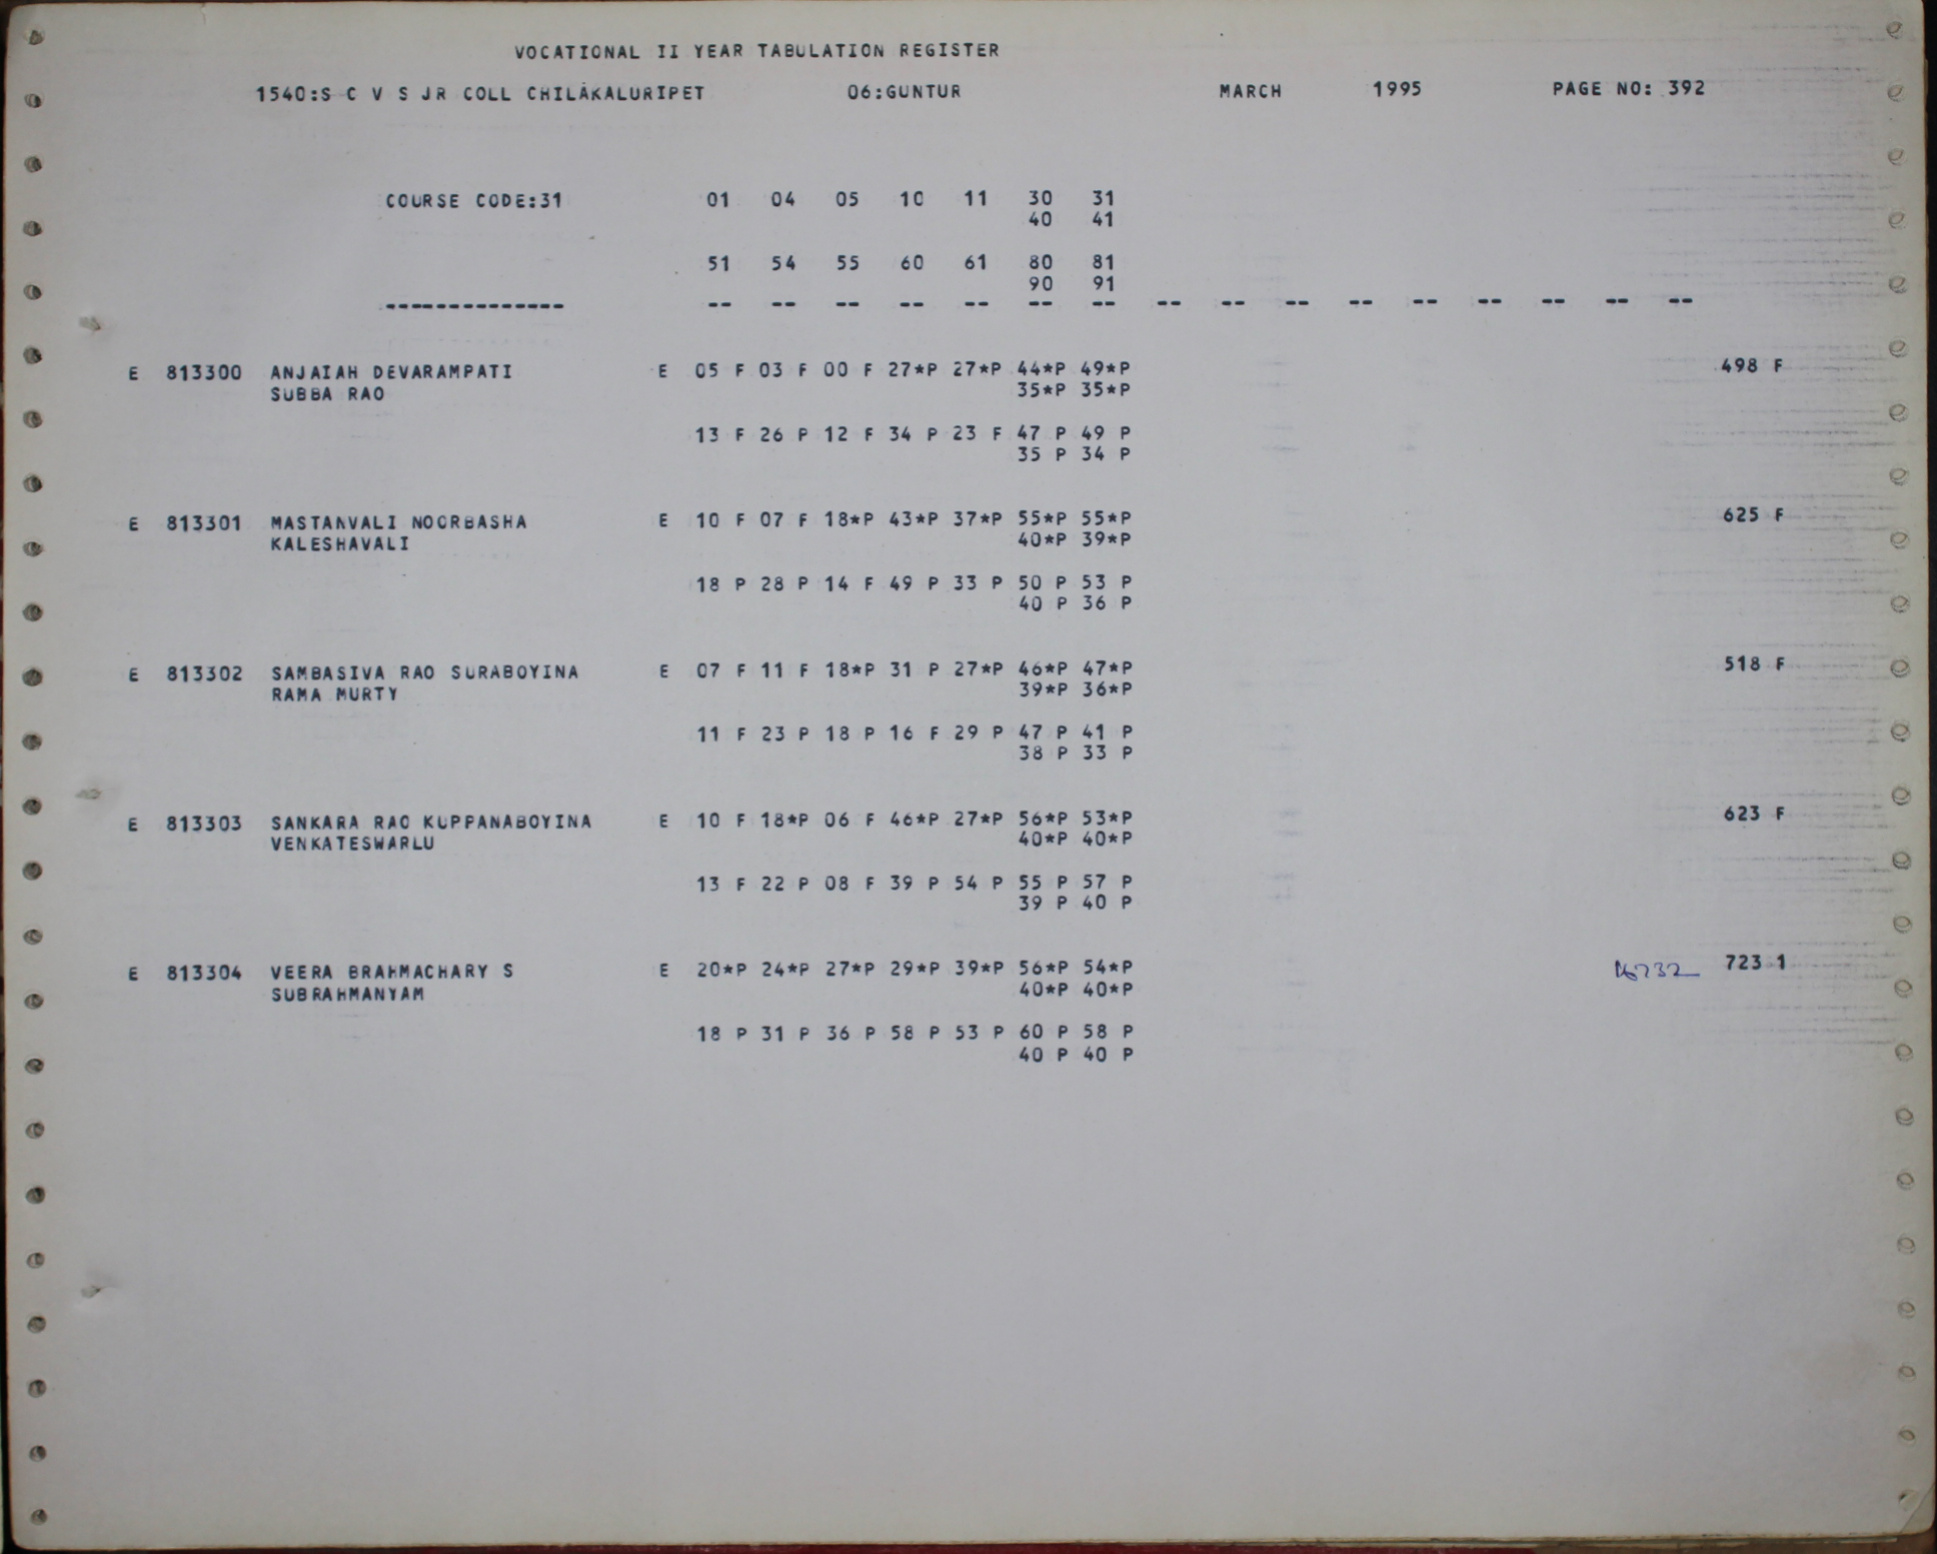 VOCATIONAL II YEAR TABULATION REGISTER
1540:S C V S JR COLL CHILAKALURIPET 06:GUNTUR MARCH 1995 PAGE NO: 392
COURSE CODE:31 01 04 05 10 11 30 31
40 41
51 54 55 60 61 80 81
90 91
-------------- -- -- -- -- -- -- -- -- -- -- -- -- -- -- -- --
E 813300 ANJAIAH DEVARAMPATI E 05 F 03 F 00 F 27*P 27*P 44*P 49*P 498 F
SUBBA RAO 35*P 35*P
13 F 26 P 12 F 34 P 23 F 47 P 49 P
35 P 34 P
E 813301 MASTANVALI NOORBASHA E 10 F 07 F 18*P 43*P 37*P 55*P 55*P 625 F
KALESHAVALI 40*P 39*P
18 P 28 P 14 F 49 P 33 P 50 P 53 P
40 P 36 P
E 813302 SAMBASIVA RAO SURABOYINA E 07 F 11 F 18*P 31 P 27*P 46*P 47*P 518 F
RAMA MURTY 39*P 36*P
11 F 23 P 18 P 16 F 29 P 47 P 41 P
38 P 33 P
E 813303 SANKARA RAO KUPPANABOYINA E 10 F 18*P 06 F 46*P 27*P 56*P 53*P 623 F
VENKATESWARLU 40*P 40*P
13 F 22 P 08 F 39 P 54 P 55 P 57 P
39 P 40 P
E 813304 VEERA BRAHMACHARY S E 20*P 24*P 27*P 29*P 39*P 56*P 54*P 723 1
SUBRAHMANYAM 40*P 40*P
18 P 31 P 36 P 58 P 53 P 60 P 58 P
40 P 40 P